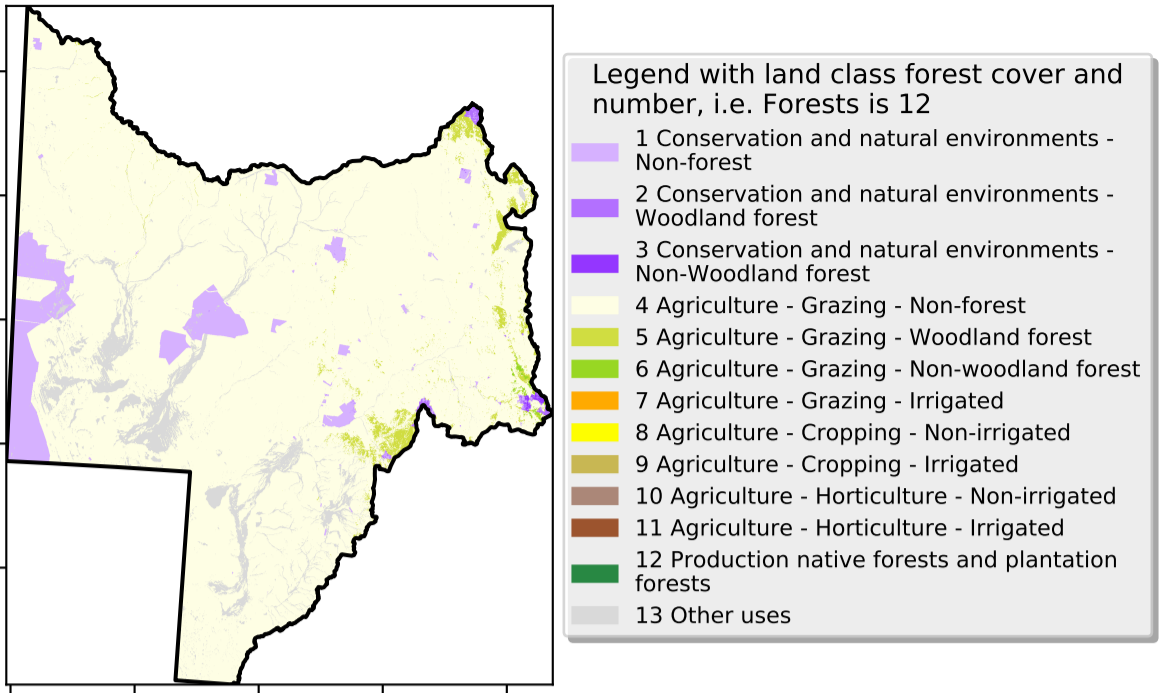 Legend with land class forest cover and
number, i.e. Forests is 12
1 Conservation and natural environments -
Non-forest
2 Conservation and natural environments -
Woodland forest
3 Conservation and natural environments -
Non-Woodland forest
4 Agriculture - Grazing - Non-forest
5 Agriculture - Grazing - Woodland forest
6 Agriculture - Grazing - Non-woodland forest
7 Agriculture - Grazing - Irrigated
8 Agriculture - Cropping - Non-irrigated
9 Agriculture - Cropping - Irrigated
10 Agriculture - Horticulture - Non-irrigated
11 Agriculture - Horticulture - Irrigated
12 Production native forests and plantation
forests
13 Other uses